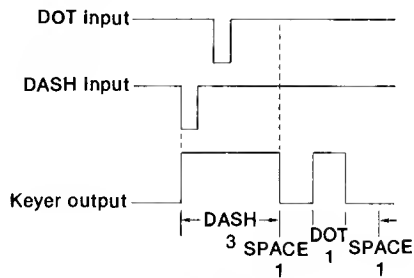 DOT input
DASH input
Keyer output
DASH
3
SPACE
1
DOT
1
SPACE
1